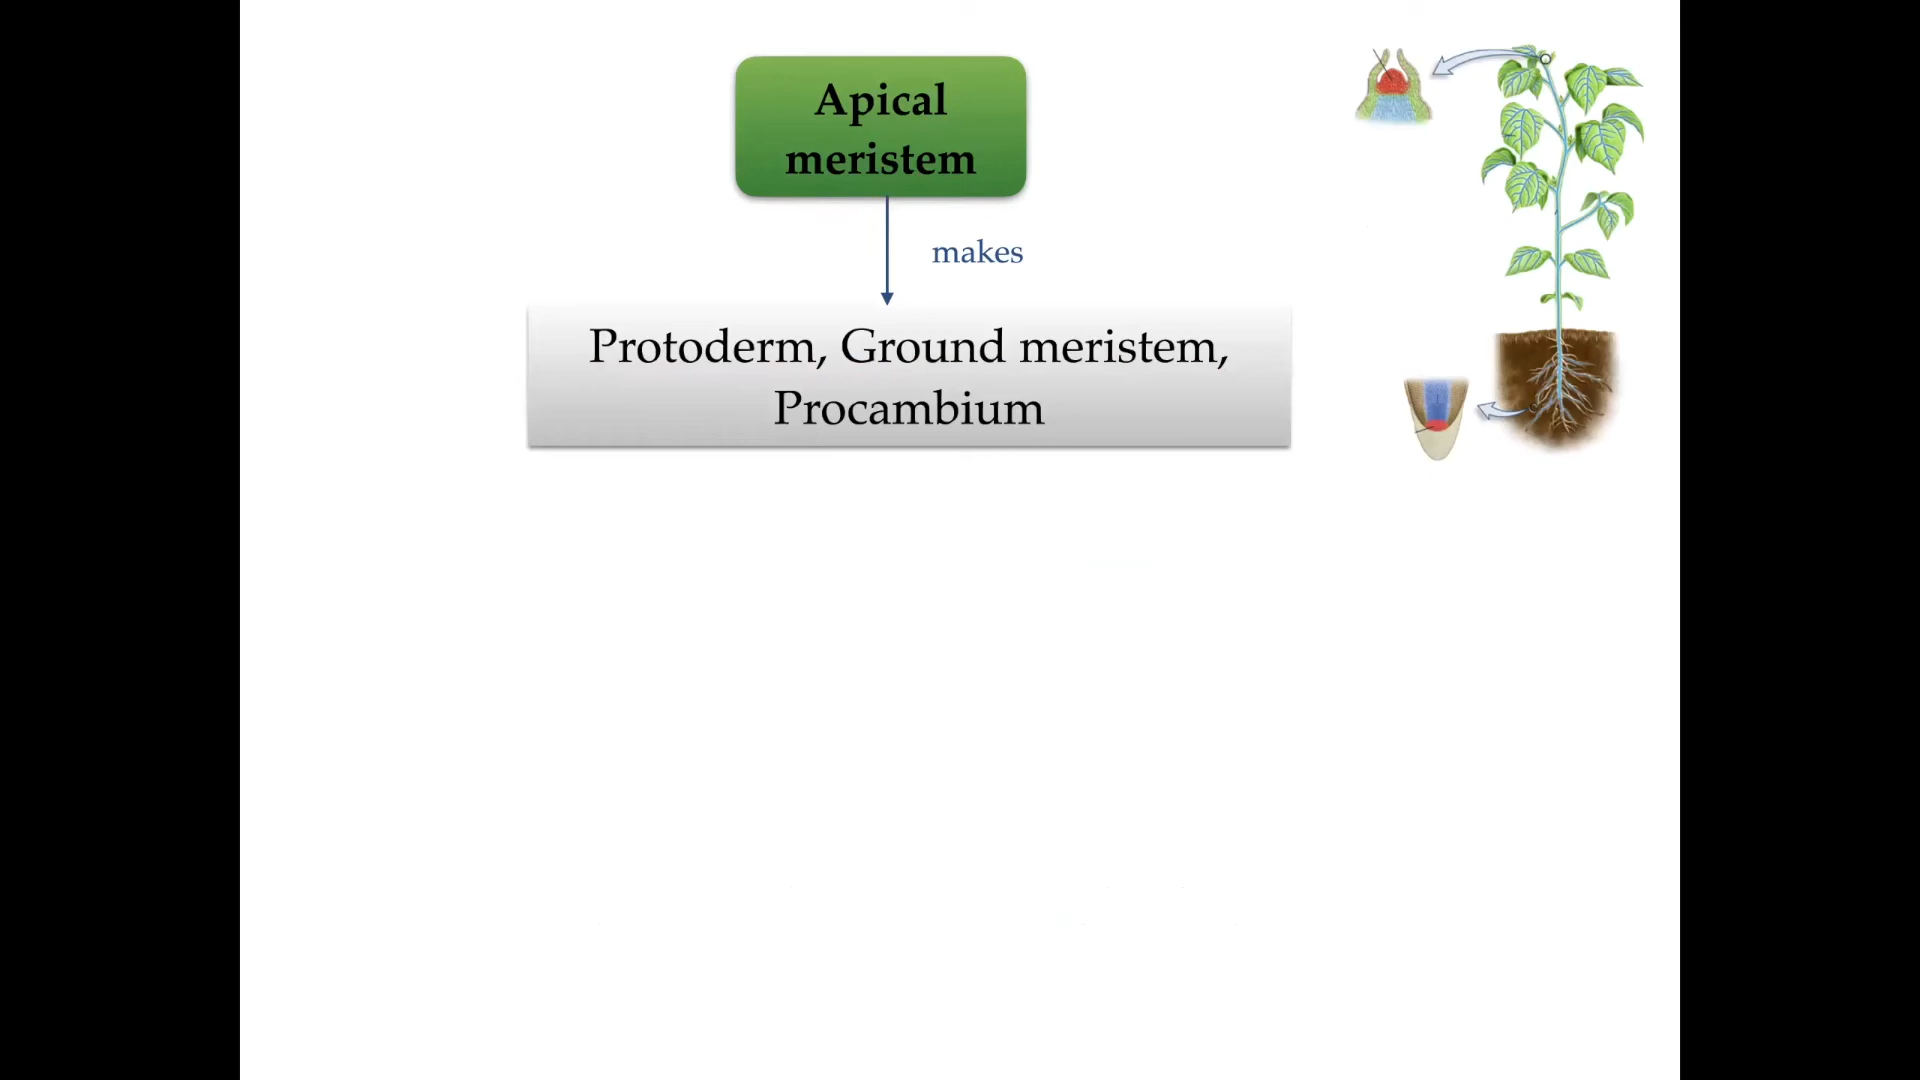 Apical
meristem
makes
Protoderm, Ground meristem,
Procambium